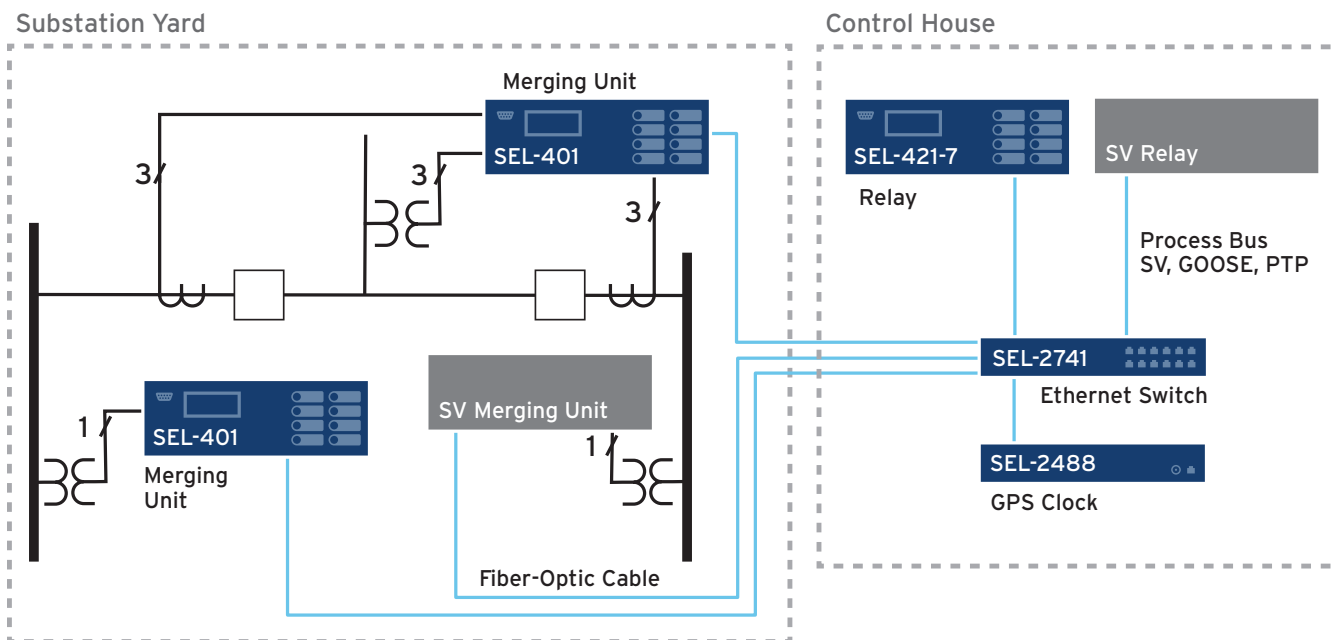 Substation Yard
Control House
Merging Unit
SEL-401
3
3
3
SEL-421-7
Relay
SV Relay
Process Bus
SV, GOOSE, PTP
SEL-2741
Ethernet Switch
SEL-401
Merging
Unit
1
SV Merging Unit
1
SEL-2488
GPS Clock
Fiber-Optic Cable